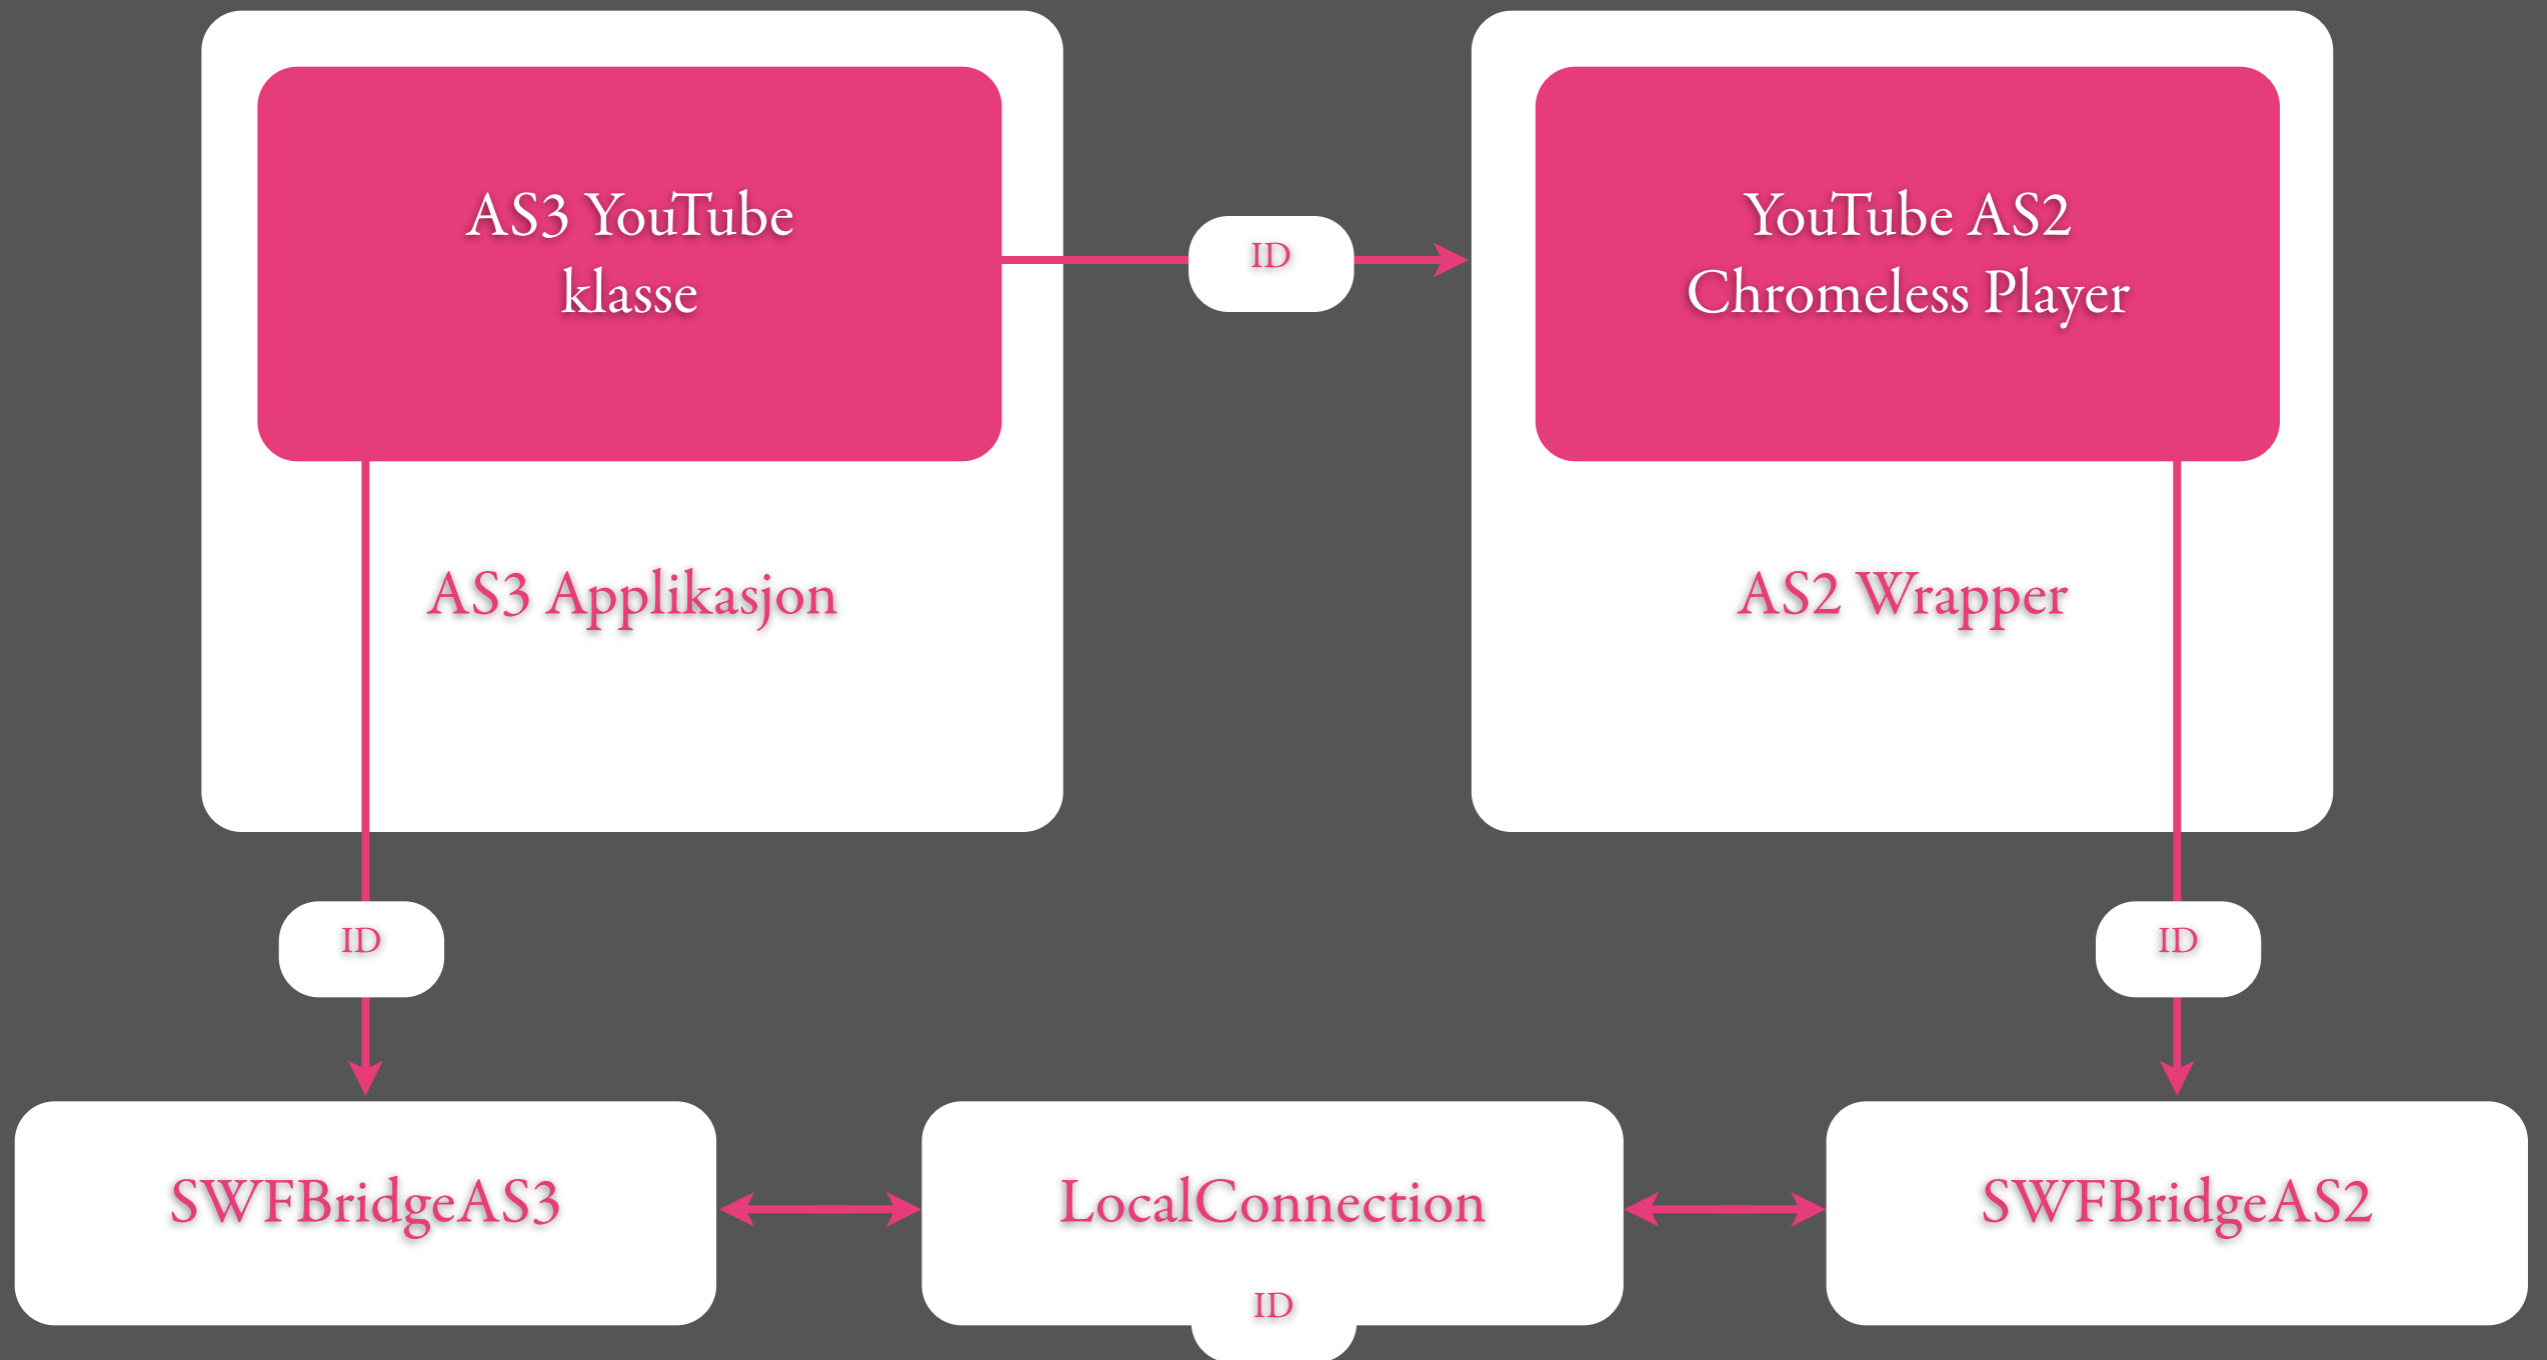 AS3 YouTube
klasse
ID
YouTube AS2
Chromeless Player
AS3 Applikasjon
AS2 Wrapper
ID
ID
SWFBridgeAS3
LocalConnection
SWFBridgeAS2
ID